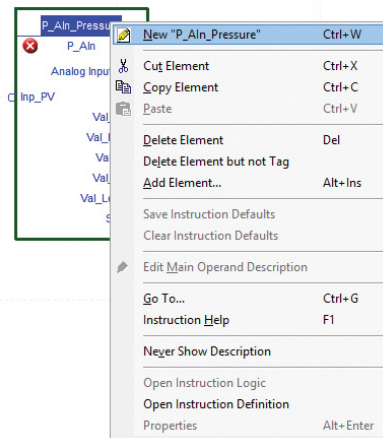 P_AIn_Pressure
P_AIn
Analog Input
Inp_PV
Val_
Val_
Va
Val_
Val_L
S
New "P_AIn_Pressure" Ctrl+W
Cut Element Ctrl+X
Copy Element Ctrl+C
Paste Ctrl+V
Delete Element Del
Delete Element but not Tag
Add Element... Alt+Ins
Save Instruction Defaults
Clear Instruction Defaults
Edit Main Operand Description
Go To... Ctrl+G
Instruction Help F1
Never Show Description
Open Instruction Logic
Open Instruction Definition
Properties Alt+Enter